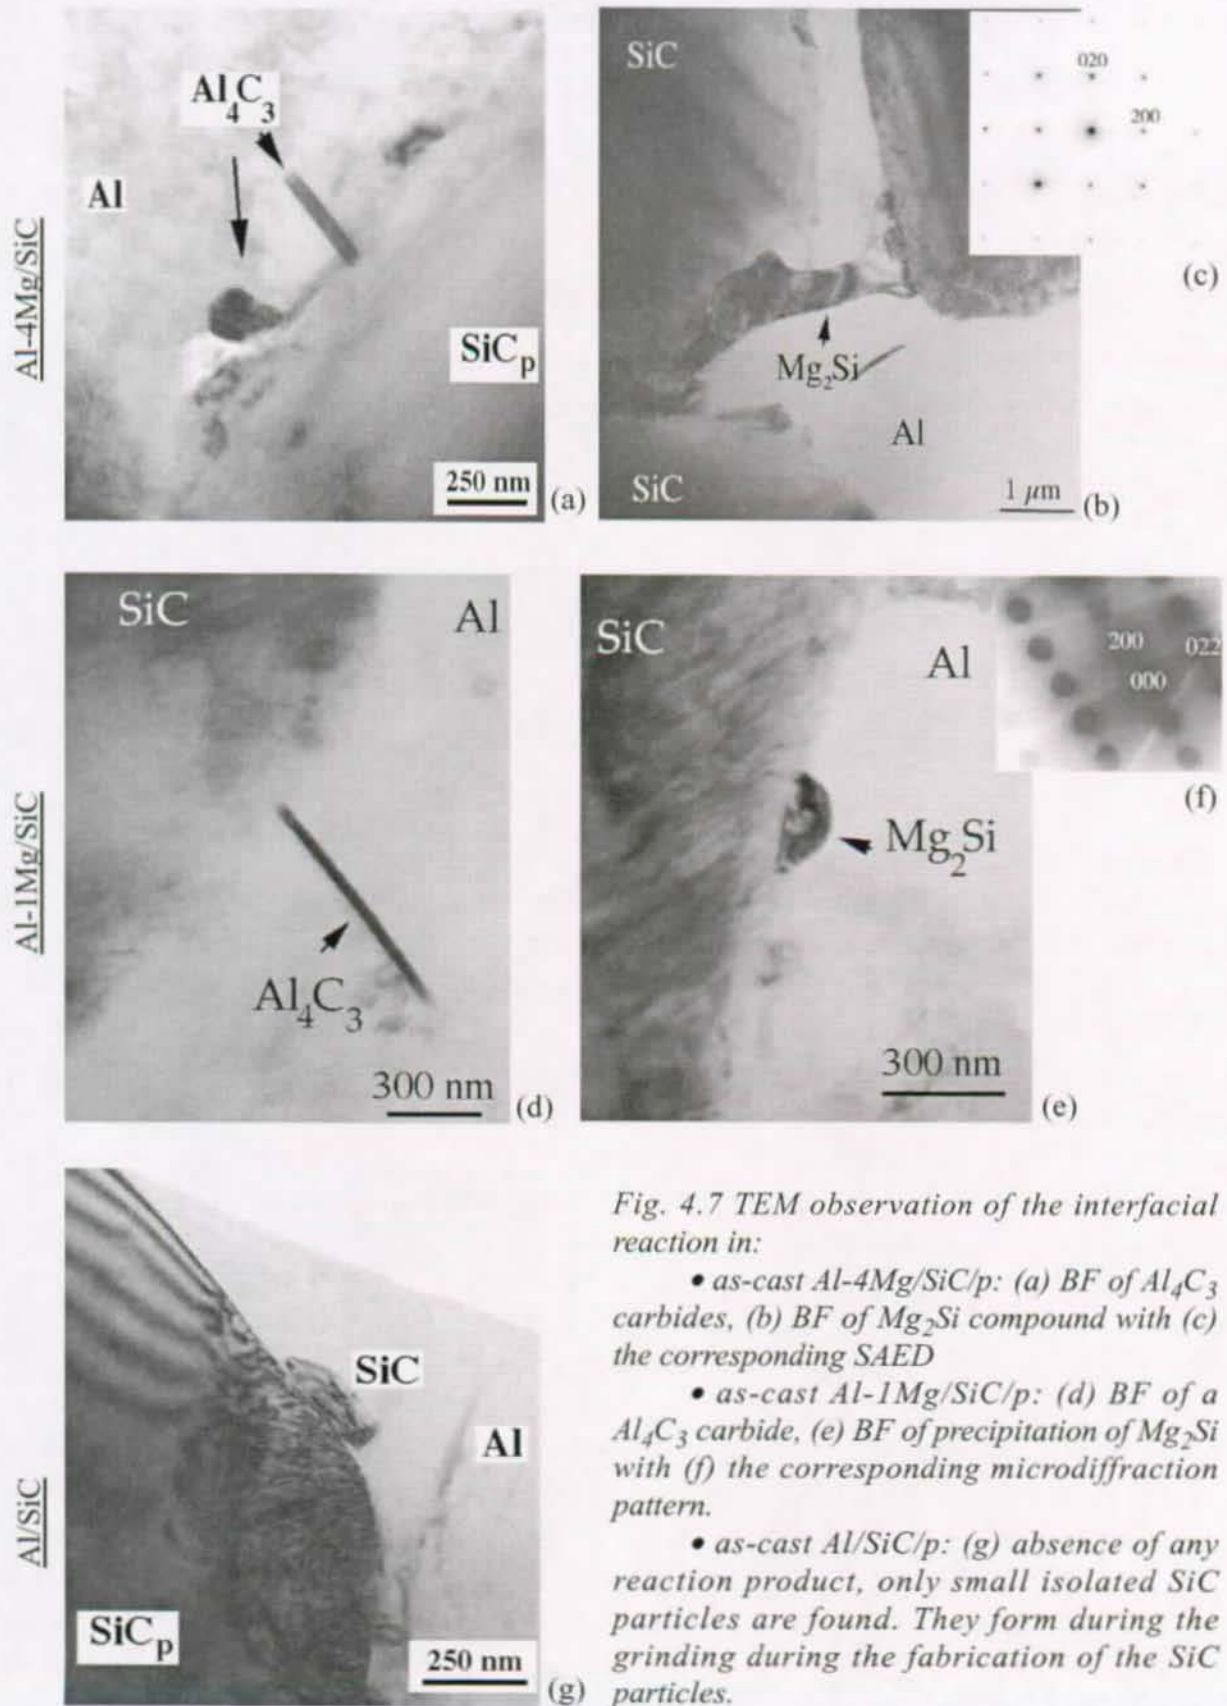 Al-4Mg/SiC
Al₄C₃
Al
SiCp
250 nm
(a)
SiC
020
200
(c)
Mg₂Si
Al
SiC
1 μm
(b)
Al-1Mg/SiC
SiC
Al
Al₄C₃
300 nm
(d)
SiC
Al
200
022
000
(f)
Mg₂Si
300 nm
(e)
Al/SiC
SiC
Al
SiCp
250 nm
(g)
Fig. 4.7 TEM observation of the interfacial
reaction in:
• as-cast Al-4Mg/SiC/p: (a) BF of Al₄C₃
carbides, (b) BF of Mg₂Si compound with (c)
the corresponding SAED
• as-cast Al-1Mg/SiC/p: (d) BF of a
Al₄C₃ carbide, (e) BF of precipitation of Mg₂Si
with (f) the corresponding microdiffraction
pattern.
• as-cast Al/SiC/p: (g) absence of any
reaction product, only small isolated SiC
particles are found. They form during the
grinding during the fabrication of the SiC
particles.